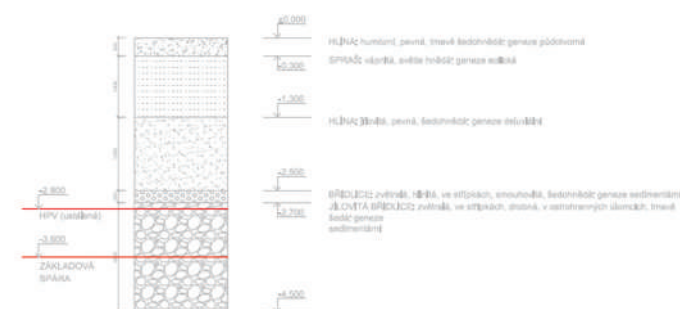 ±0,000
HLÍNA: humózní, pevná, tmavě šedohnědá; geneze půdotvorná
-0,300
SPRAŠ: vápnitá, světle hnědá; geneze eolická
-1,300
HLÍNA: jílovitá, pevná, šedohnědá; geneze deluviální
-2,500
BŘIDLICE: zvětralá, hlinitá, ve střípkách, smouhovitá, šedohnědá; geneze sedimentární
-2,700
JÍLOVITÁ BŘIDLICE: zvětralá, ve střípkách, drobná, v ostrohranných úlomcích, tmavě
šedá; geneze
sedimentární
-2,800
HPV (ustálená)
-3,600
ZÁKLADOVÁ
SPÁRA
-4,500